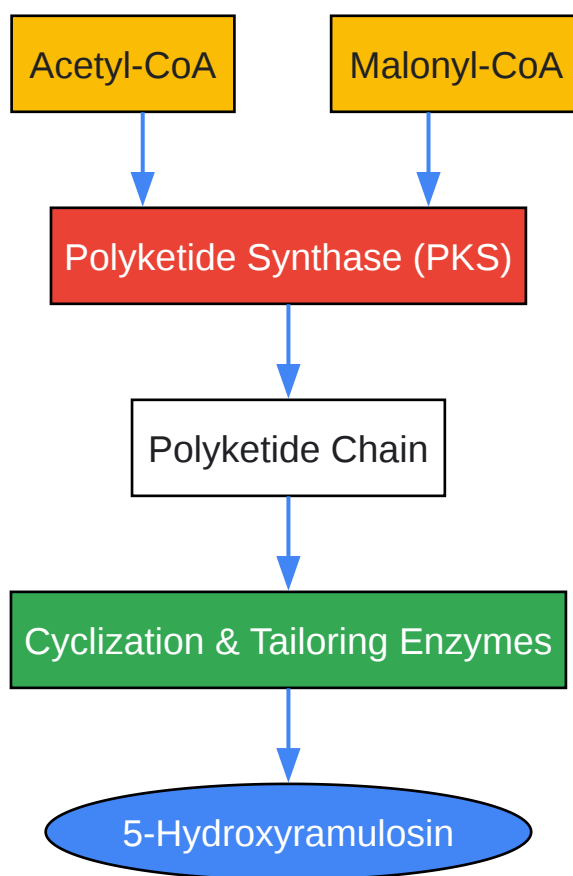 Acetyl-CoA
Malonyl-CoA
Polyketide Synthase (PKS)
Polyketide Chain
Cyclization & Tailoring Enzymes
5-Hydroxyramulosin